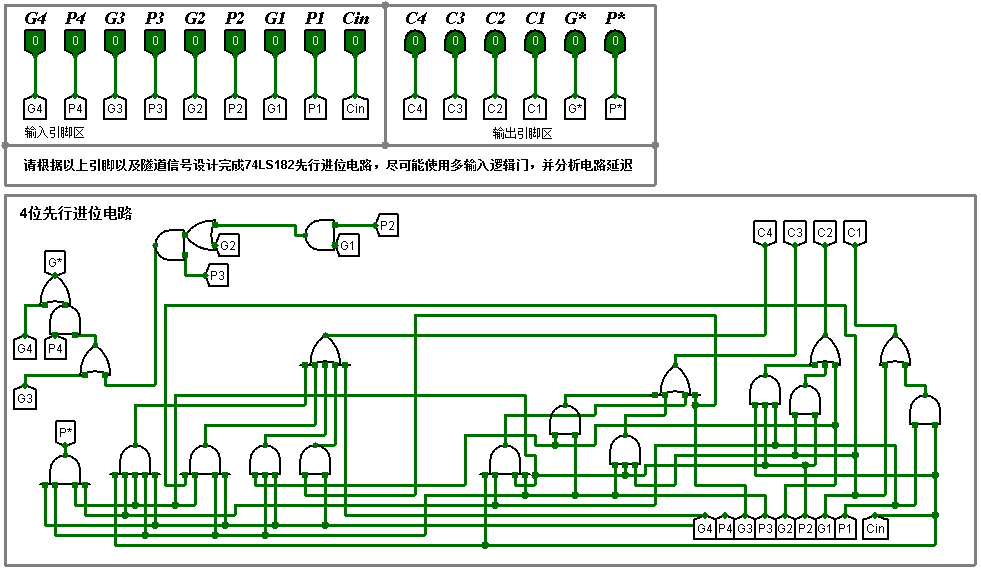 G4 P4 G3 P3 G2 P2 G1 P1 Cin C4 C3 C2 C1 G* P*
0 0 0 0 0 0 0 0 0 0 0 0 0 0 0
G4 P4 G3 P3 G2 P2 G1 P1 Cin C4 C3 C2 C1 G* P*
输入引脚区 输出引脚区
请根据以上引脚以及隧道信号设计完成74LS182先行进位电路，尽可能使用多输入逻辑门，并分析电路延迟
4位先行进位电路
P2
G2 G1
C4 C3 C2 C1
G*
P3
G4 P4
G3
P*
G4 P4 G3 P3 G2 P2 G1 P1 Cin